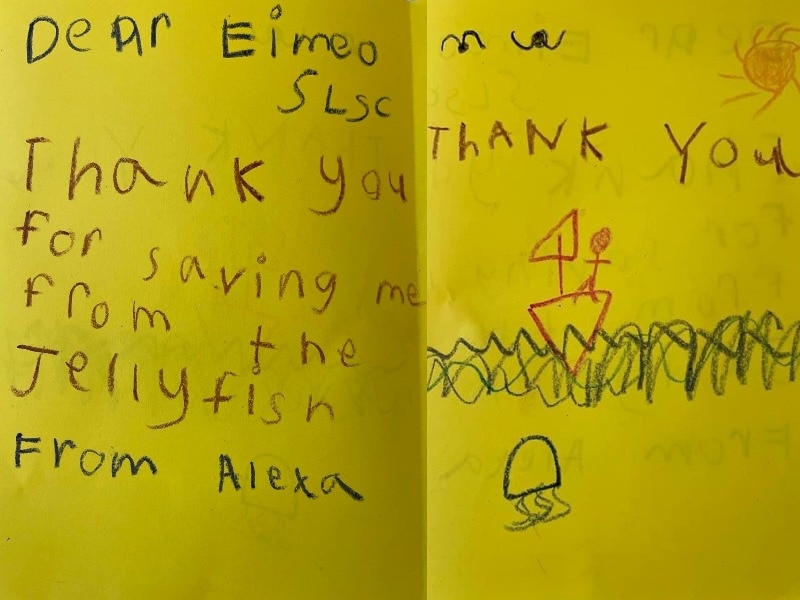 Dear Eimeo
SLSC
Thank you
for saving me
from the
Jellyfish
From Alexa
THANK YOU